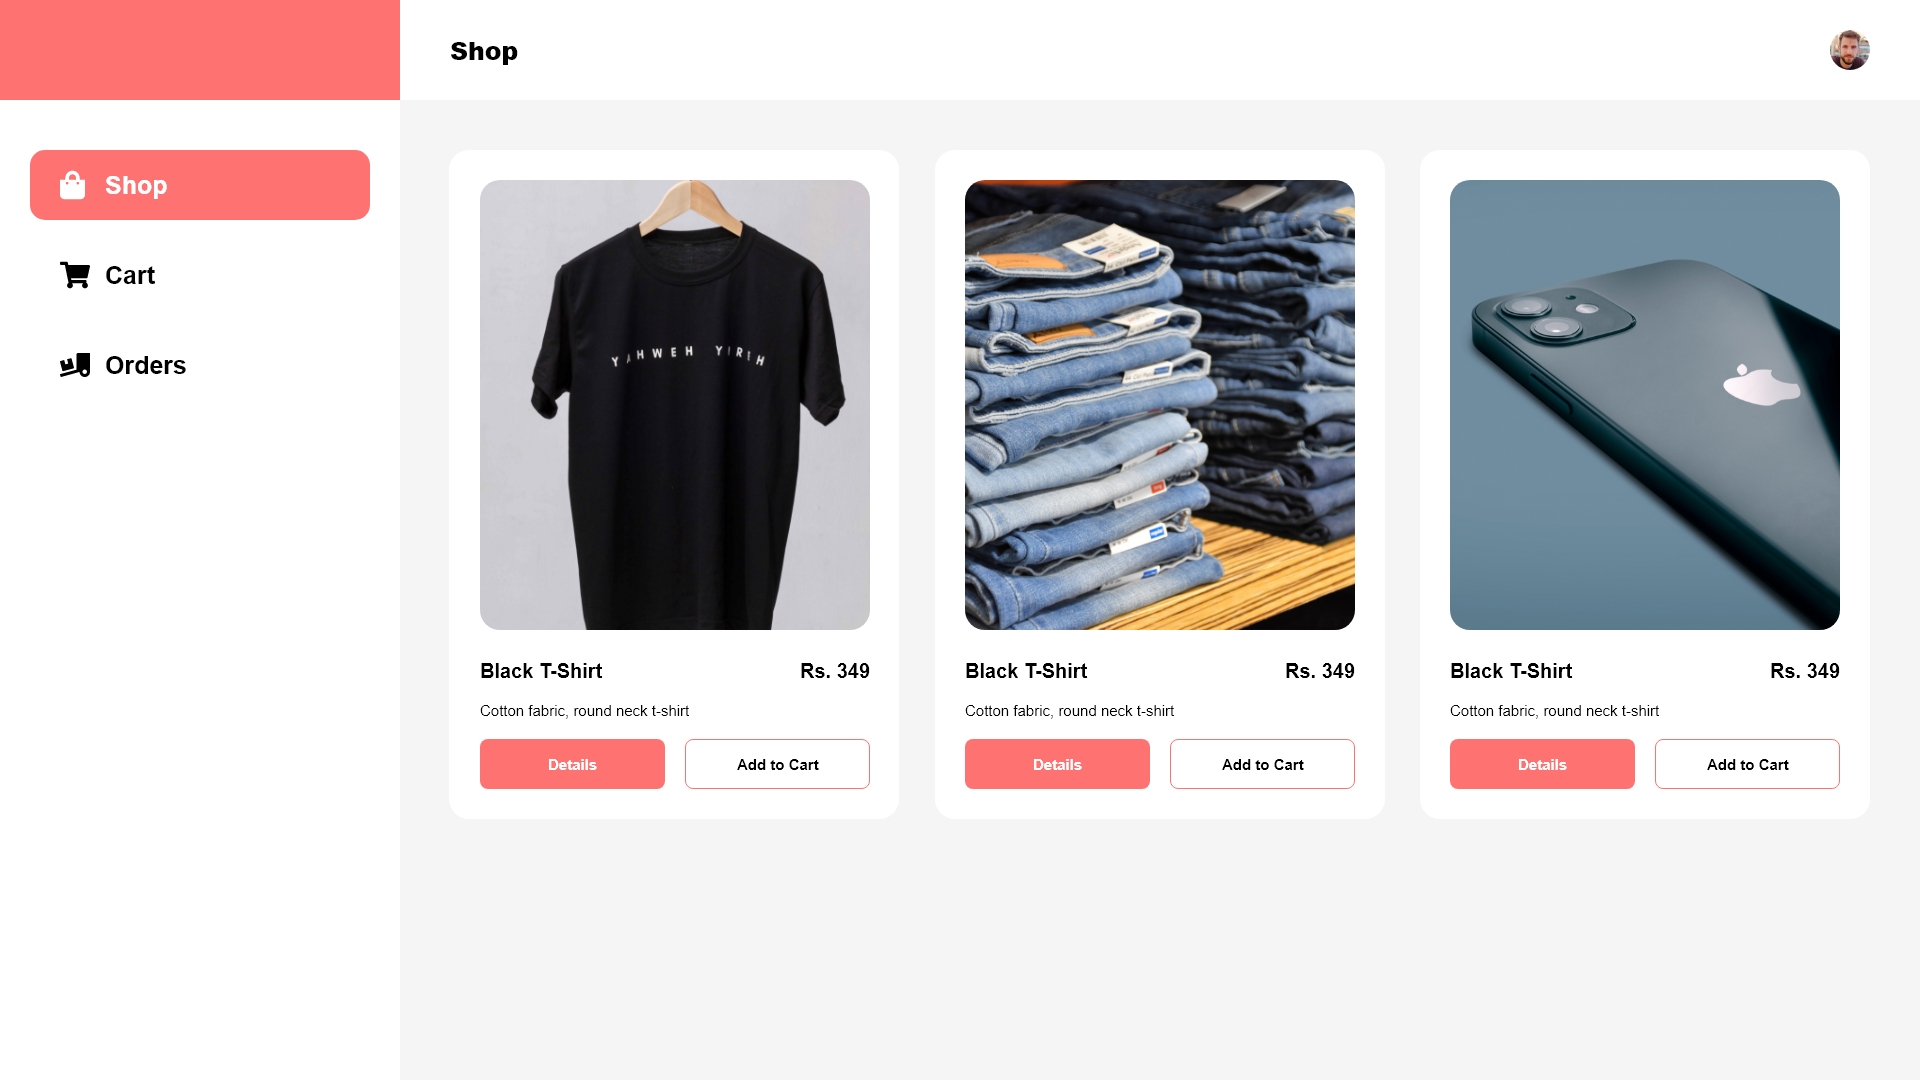 Shop
Shop
Cart
Orders
YAHWEH YIREH
Black T-Shirt Rs. 349
Cotton fabric, round neck t-shirt
Details Add to Cart
Black T-Shirt Rs. 349
Cotton fabric, round neck t-shirt
Details Add to Cart
Black T-Shirt Rs. 349
Cotton fabric, round neck t-shirt
Details Add to Cart